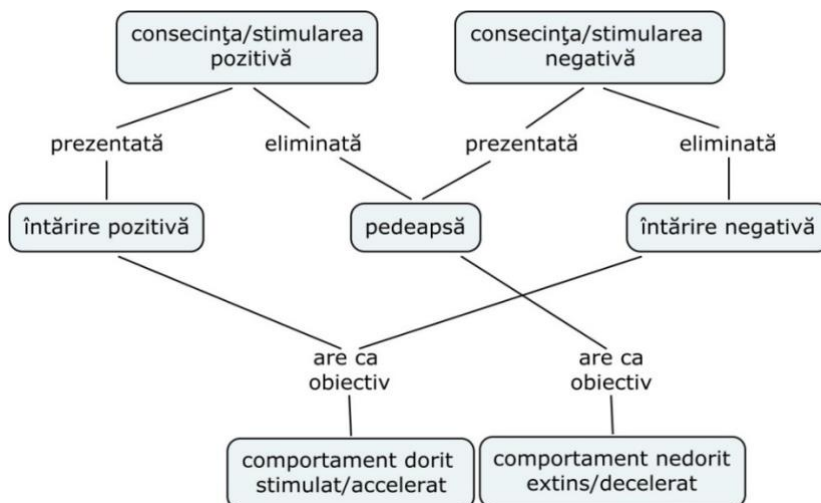 consecinţa/stimularea
pozitivă
consecinţa/stimularea
negativă
prezentată
eliminată
prezentată
eliminată
întărire pozitivă
pedeapsă
întărire negativă
are ca
obiectiv
are ca
obiectiv
comportament dorit
stimulat/accelerat
comportament nedorit
extins/decelerat